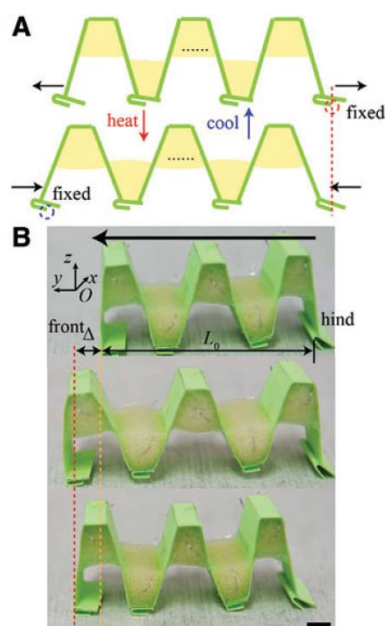 A
......
heat
cool
fixed
fixed
......
B
z
y
x
O
hind
front
Δ
L₀